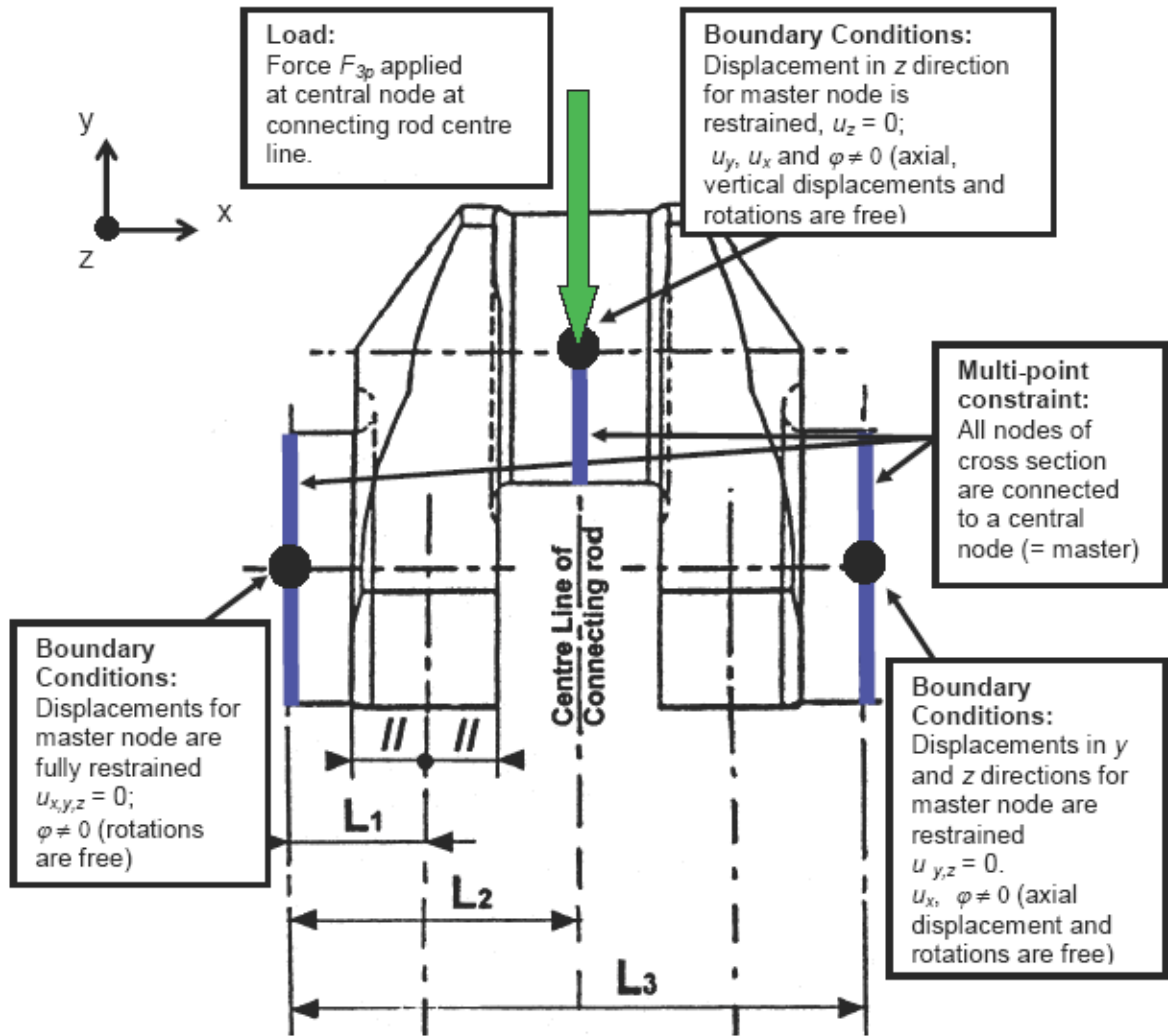 Load:
Force F3p applied
at central node at
connecting rod centre
line.
Boundary Conditions:
Displacement in z direction
for master node is
restrained, uz = 0;
uy, ux and φ ≠ 0 (axial,
vertical displacements and
rotations are free)
y
x
z
Multi-point
constraint:
All nodes of
cross section
are connected
to a central
node (= master)
Centre Line of
Connecting rod
Boundary
Conditions:
Displacements for
master node are
fully restrained
ux,y,z = 0;
φ ≠ 0 (rotations
are free)
Boundary
Conditions:
Displacements in y
and z directions for
master node are
restrained
u y,z = 0.
ux, φ ≠ 0 (axial
displacement and
rotations are free)
// //
L1
L2
L3